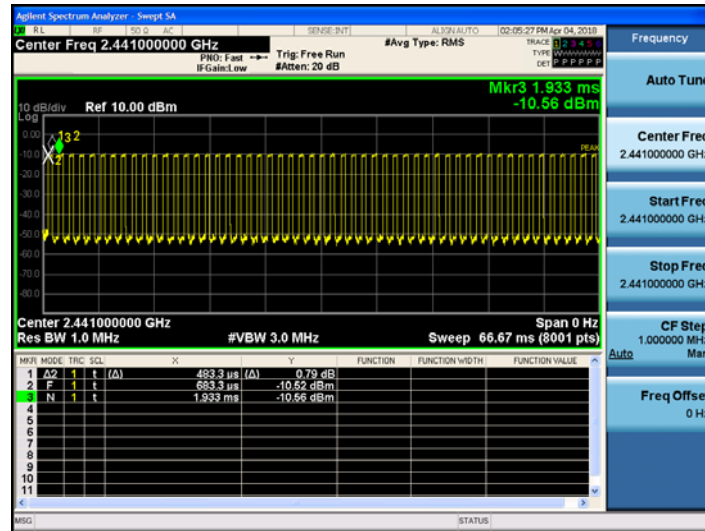 Agilent Spectrum Analyzer - Swept SA
RL RF 50 Ω AC SENSE:INT ALIGN AUTO 02:05:27 PM Apr 04, 2018
Center Freq 2.441000000 GHz
PNO: Fast
IFGain:Low
Trig: Free Run
#Atten: 20 dB
#Avg Type: RMS
TRACE 1 2 3 4 5 6
TYPE
DET P P P P P P
Mkr3 1.933 ms
-10.56 dBm
10 dB/div Ref 10.00 dBm
Log
0.00
-10.0
-20.0
-30.0
-40.0
-50.0
-60.0
-70.0
-80.0
PEAK
Center 2.441000000 GHz Span 0 Hz
Res BW 1.0 MHz #VBW 3.0 MHz Sweep 66.67 ms (8001 pts)
MKR MODE TRC SCL X Y FUNCTION FUNCTION WIDTH FUNCTION VALUE
1 Δ2 1 t (Δ) 483.3 µs (Δ) 0.79 dB
2 F 1 t 683.3 µs -10.52 dBm
3 N 1 t 1.933 ms -10.56 dBm
4
5
6
7
8
9
10
11
MSG STATUS
Frequency
Auto Tune
Center Freq
2.441000000 GHz
Start Freq
2.441000000 GHz
Stop Freq
2.441000000 GHz
CF Step
1.000000 MHz
Auto Man
Freq Offset
0 Hz